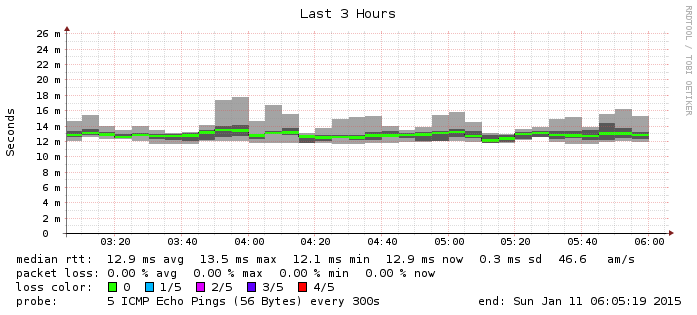 Last 3 Hours
RRDTOOL / TOBI OETIKER
Seconds
26 m
24 m
22 m
20 m
18 m
16 m
14 m
12 m
10 m
8 m
6 m
4 m
2 m
0
03:20 03:40 04:00 04:20 04:40 05:00 05:20 05:40 06:00
median rtt: 12.9 ms avg 13.5 ms max 12.1 ms min 12.9 ms now 0.3 ms sd 46.6 am/s
packet loss: 0.00 % avg 0.00 % max 0.00 % min 0.00 % now
loss color: 0 1/5 2/5 3/5 4/5
probe: 5 ICMP Echo Pings (56 Bytes) every 300s end: Sun Jan 11 06:05:19 2015